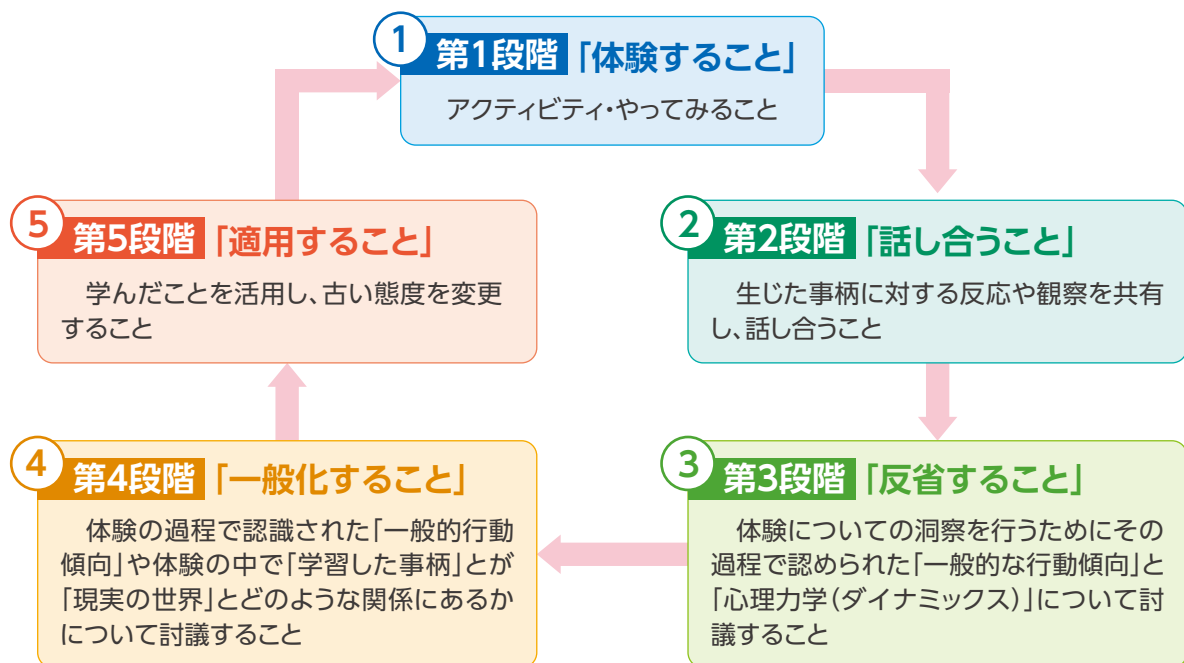 1
第1段階「体験すること」
アクティビティ・やってみること
2
第2段階「話し合うこと」
生じた事柄に対する反応や観察を共有
し、話し合うこと
3
第3段階「反省すること」
体験についての洞察を行うためにその
過程で認められた「一般的な行動傾向」と
「心理力学（ダイナミックス）」について討
議すること
4
第4段階「一般化すること」
体験の過程で認識された「一般的行動
傾向」や体験の中で「学習した事柄」とが
「現実の世界」とどのような関係にあるか
について討議すること
5
第5段階「適用すること」
学んだことを活用し、古い態度を変更
すること